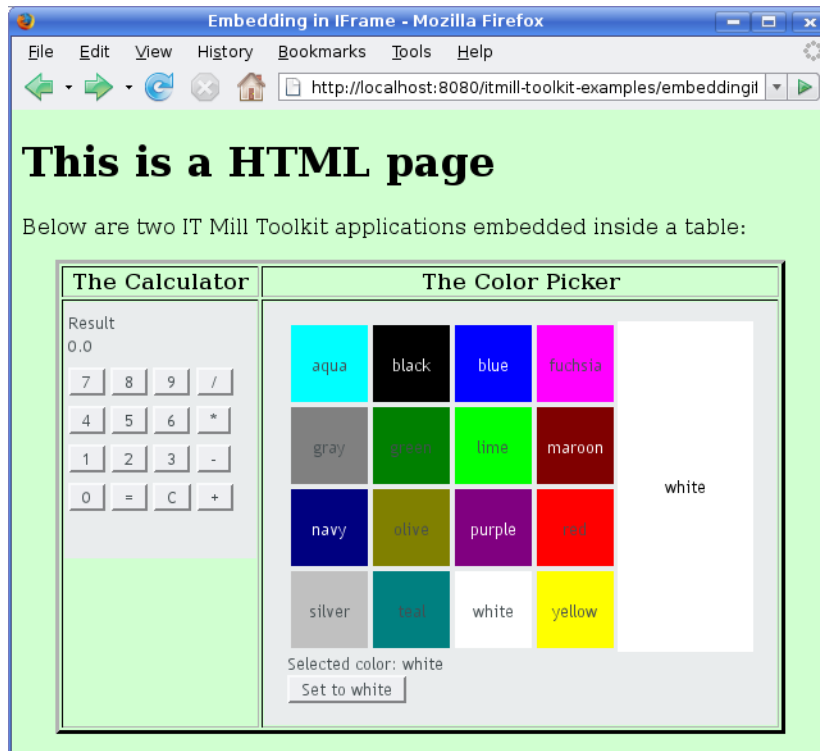 Embedding in IFrame - Mozilla Firefox
File Edit View History Bookmarks Tools Help
http://localhost:8080/itmill-toolkit-examples/embeddingif
This is a HTML page
Below are two IT Mill Toolkit applications embedded inside a table:
The Calculator The Color Picker
Result
0.0
7 8 9 /
4 5 6 *
1 2 3 -
0 = C +
aqua black blue fuchsia
gray green lime maroon
white
navy olive purple red
silver teal white yellow
Selected color: white
Set to white